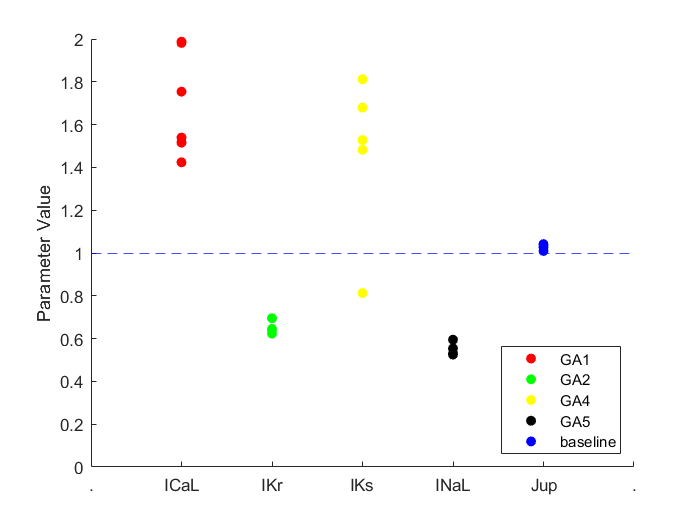 Parameter Value
2
1.8
1.6
1.4
1.2
1
0.8
0.6
0.4
0.2
0
. ICaL IKr IKs INaL Jup .
GA1
GA2
GA4
GA5
baseline